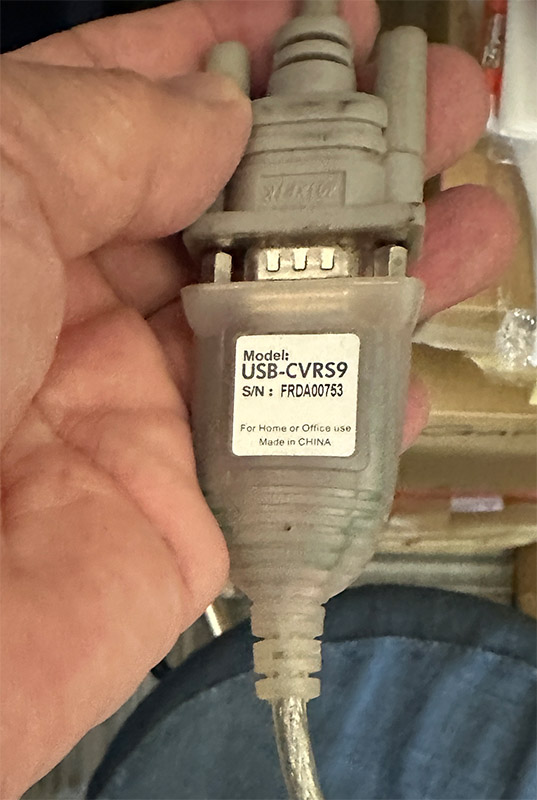 Model:
USB-CVRS9
S/N : FRDA00753
For Home or Office use
Made in CHINA